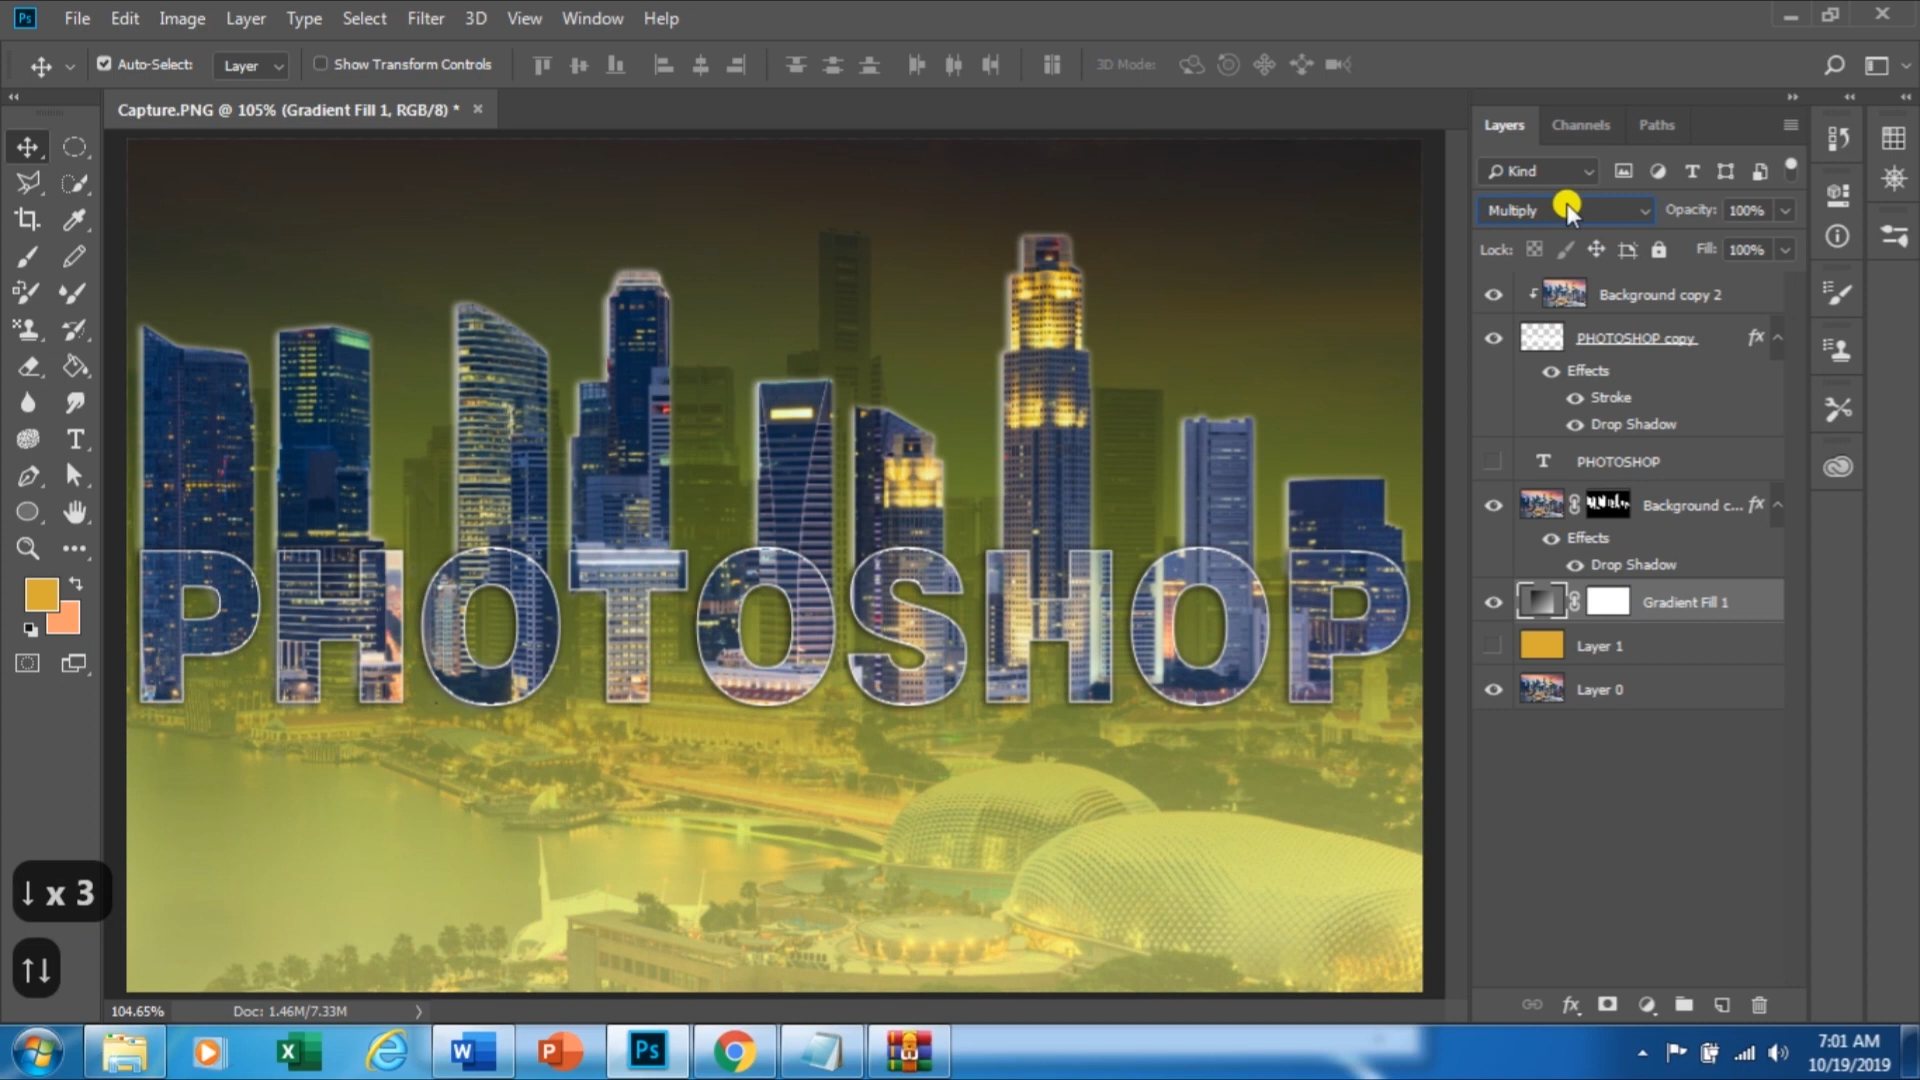 Ps File Edit Image Layer Type Select Filter 3D View Window Help
Auto-Select: Layer Show Transform Controls 3D Mode:
Capture.PNG @ 105% (Gradient Fill 1, RGB/8) *
Layers Channels Paths
Kind
Multiply Opacity: 100%
Lock: Fill: 100%
Background copy 2
PHOTOSHOP copy fx
Effects
Stroke
Drop Shadow
T PHOTOSHOP
Background c... fx
Effects
Drop Shadow
Gradient Fill 1
Layer 1
Layer 0
PHOTOSHOP
↓ x 3
↑↓
104.65% Doc: 1.46M/7.33M
7:01 AM
10/19/2019